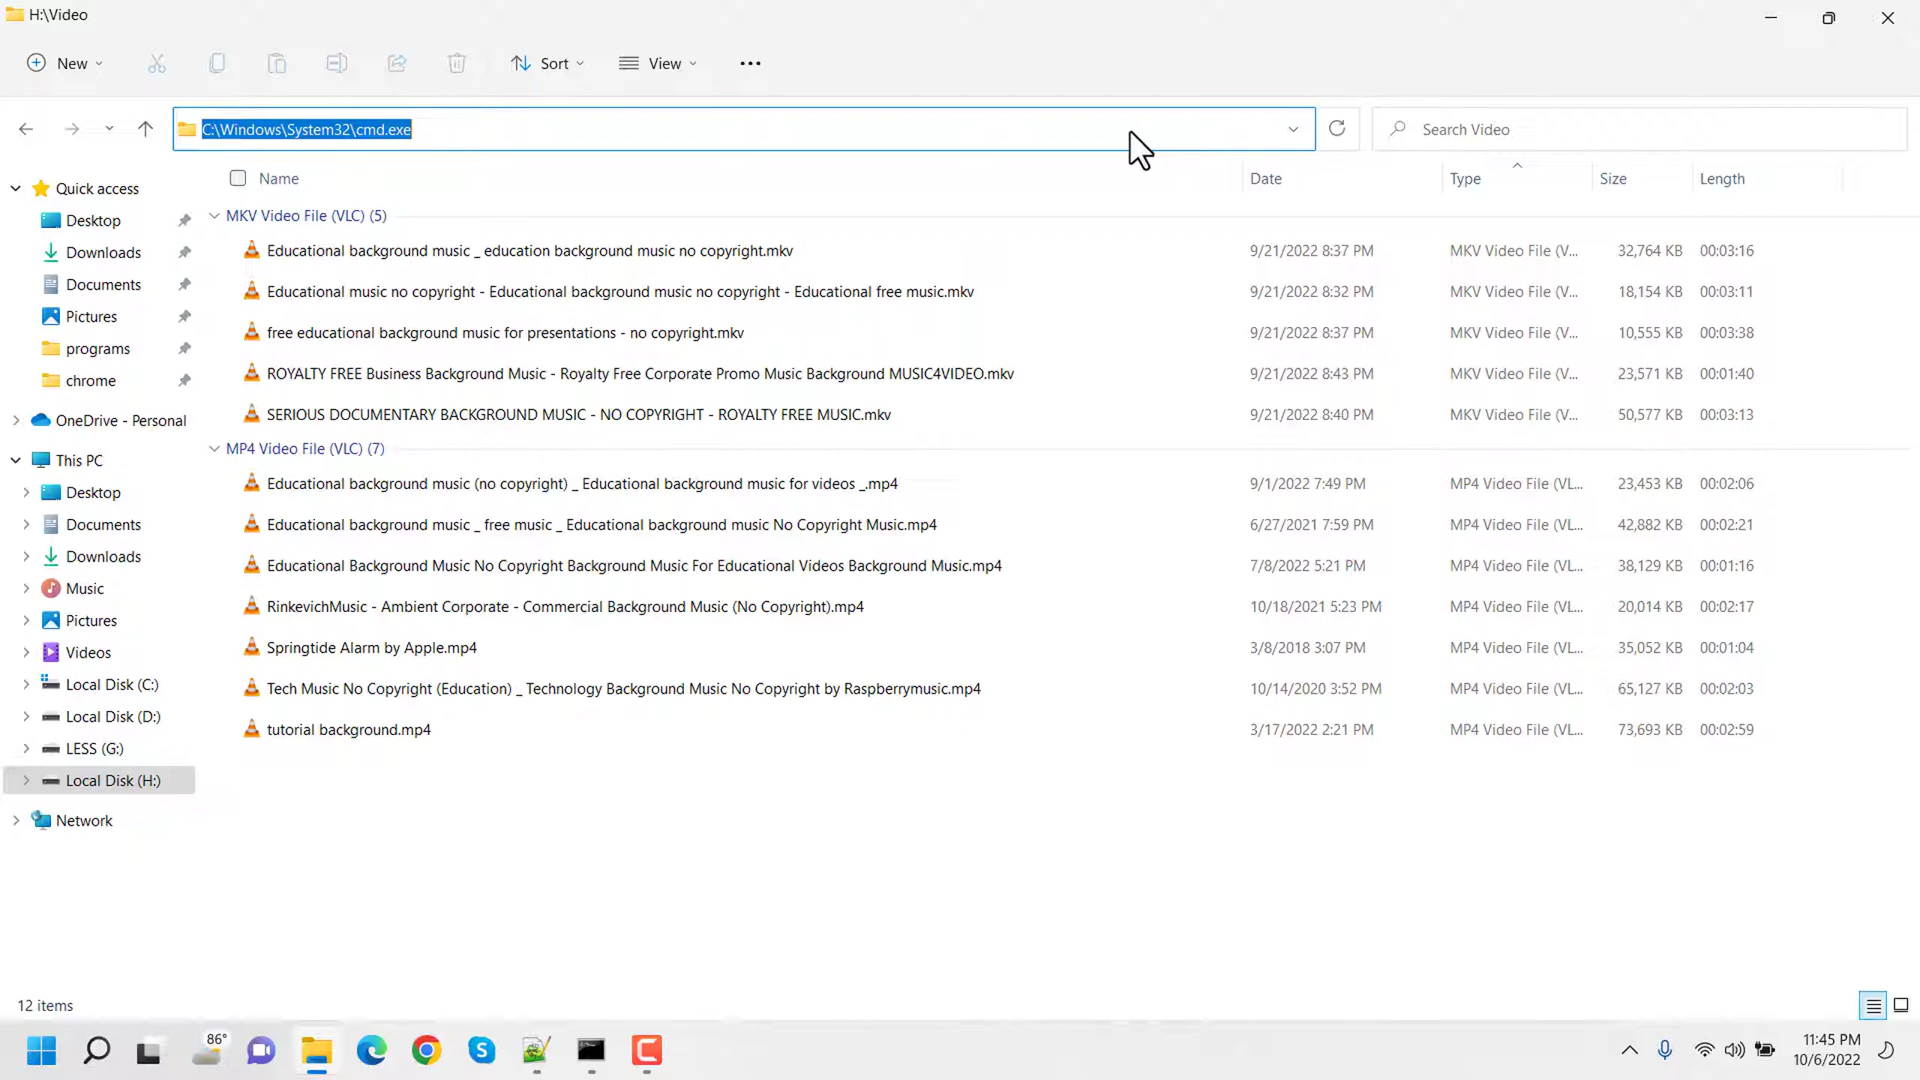 H:\Video
New
Sort
View
C:\Windows\System32\cmd.exe
Search Video
Name Date Type Size Length
Quick access
Desktop
Downloads
Documents
Pictures
programs
chrome
OneDrive - Personal
This PC
Desktop
Documents
Downloads
Music
Pictures
Videos
Local Disk (C:)
Local Disk (D:)
LESS (G:)
Local Disk (H:)
Network
MKV Video File (VLC) (5)
Educational background music _ education background music no copyright.mkv 9/21/2022 8:37 PM MKV Video File (V... 32,764 KB 00:03:16
Educational music no copyright - Educational background music no copyright - Educational free music.mkv 9/21/2022 8:32 PM MKV Video File (V... 18,154 KB 00:03:11
free educational background music for presentations - no copyright.mkv 9/21/2022 8:37 PM MKV Video File (V... 10,555 KB 00:03:38
ROYALTY FREE Business Background Music - Royalty Free Corporate Promo Music Background MUSIC4VIDEO.mkv 9/21/2022 8:43 PM MKV Video File (V... 23,571 KB 00:01:40
SERIOUS DOCUMENTARY BACKGROUND MUSIC - NO COPYRIGHT - ROYALTY FREE MUSIC.mkv 9/21/2022 8:40 PM MKV Video File (V... 50,577 KB 00:03:13
MP4 Video File (VLC) (7)
Educational background music (no copyright) _ Educational background music for videos _.mp4 9/1/2022 7:49 PM MP4 Video File (VL... 23,453 KB 00:02:06
Educational background music _ free music _ Educational background music No Copyright Music.mp4 6/27/2021 7:59 PM MP4 Video File (VL... 42,882 KB 00:02:21
Educational Background Music No Copyright Background Music For Educational Videos Background Music.mp4 7/8/2022 5:21 PM MP4 Video File (VL... 38,129 KB 00:01:16
RinkevichMusic - Ambient Corporate - Commercial Background Music (No Copyright).mp4 10/18/2021 5:23 PM MP4 Video File (VL... 20,014 KB 00:02:17
Springtide Alarm by Apple.mp4 3/8/2018 3:07 PM MP4 Video File (VL... 35,052 KB 00:01:04
Tech Music No Copyright (Education) _ Technology Background Music No Copyright by Raspberrymusic.mp4 10/14/2020 3:52 PM MP4 Video File (VL... 65,127 KB 00:02:03
tutorial background.mp4 3/17/2022 2:21 PM MP4 Video File (VL... 73,693 KB 00:02:59
12 items
86°
11:45 PM
10/6/2022